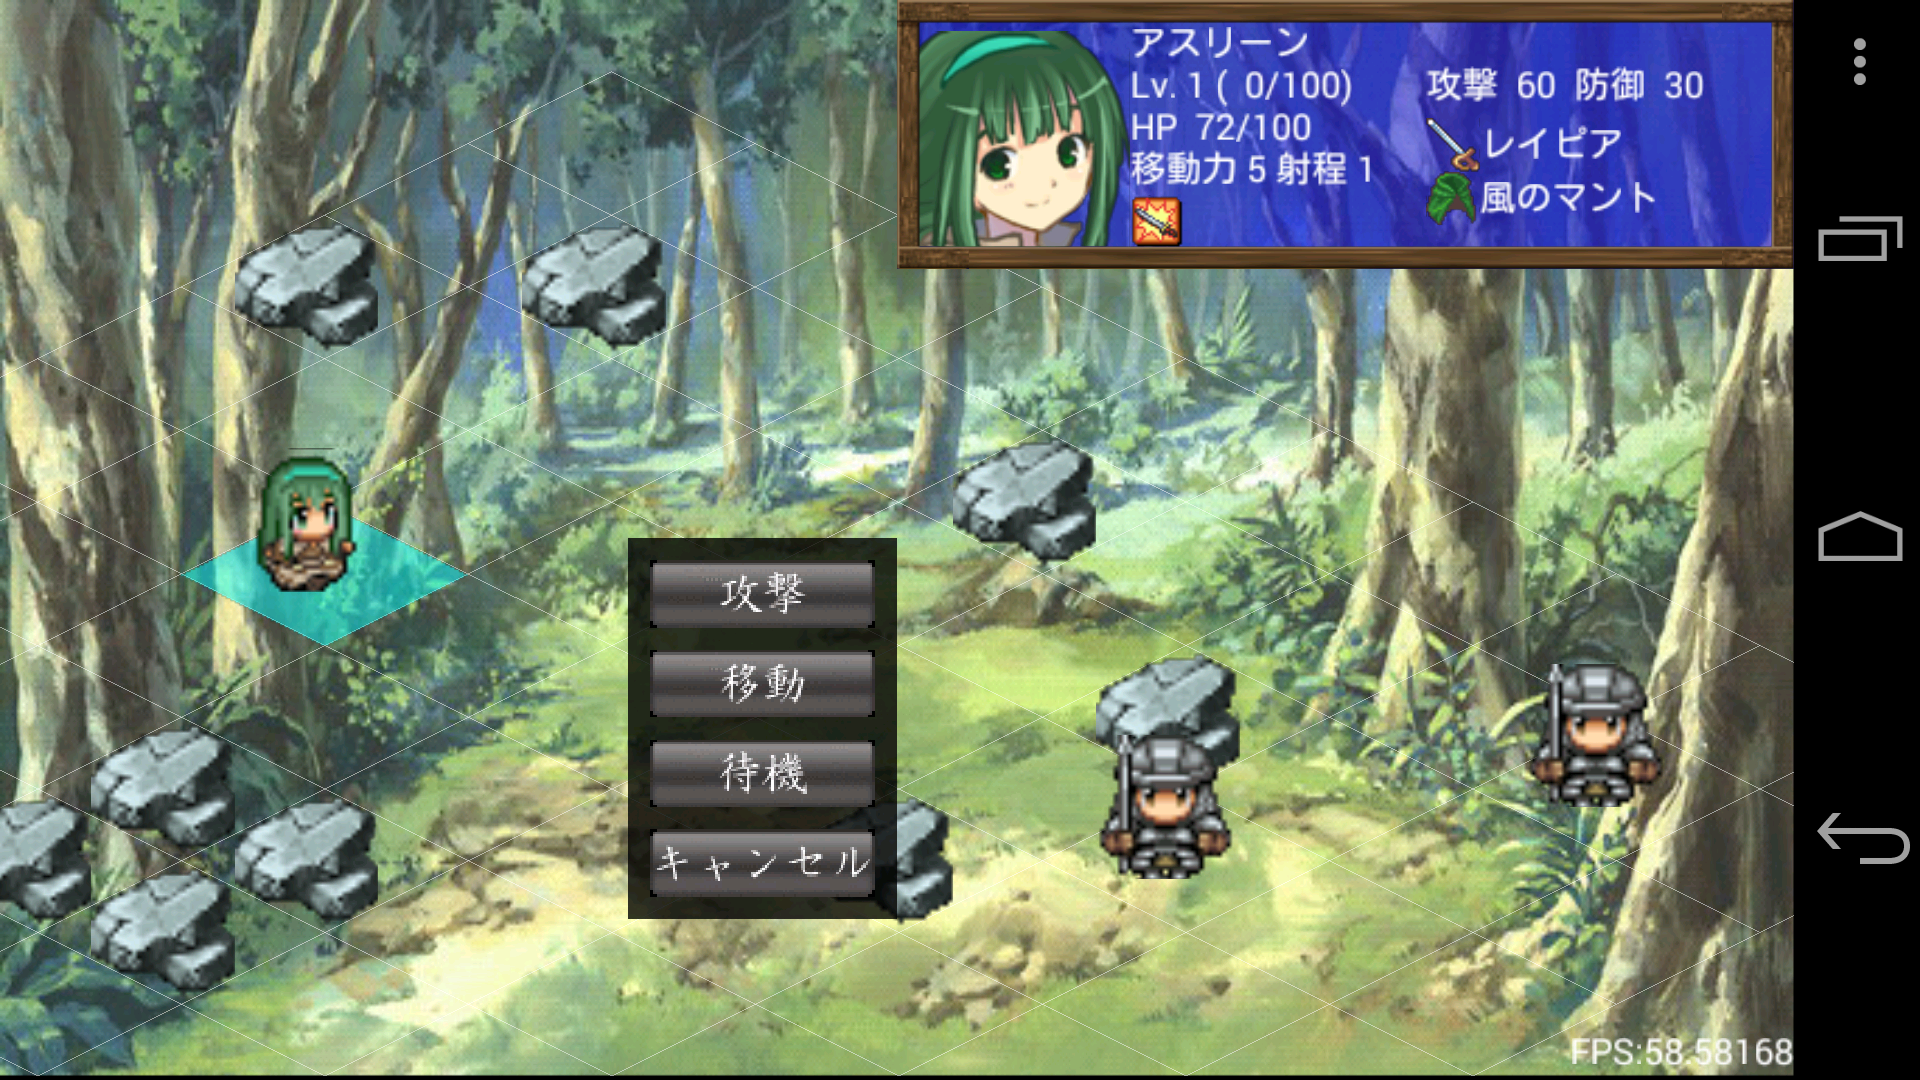 アスリーン
Lv. 1 ( 0/100)
攻撃 60 防御 30
HP 72/100
レイピア
移動力 5 射程 1
風のマント
攻撃
移動
待機
キャンセル
FPS:58.58168